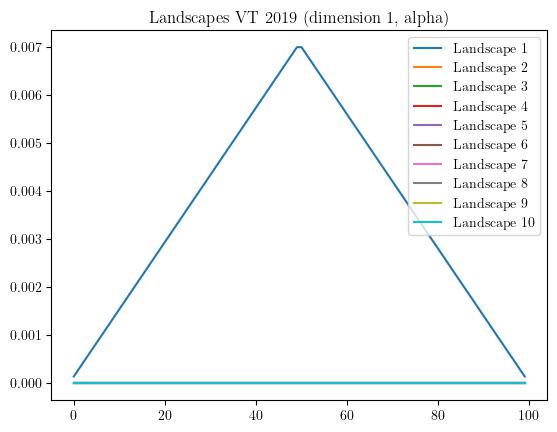 Landscapes VT 2019 (dimension 1, alpha)
0.007
0.006
0.005
0.004
0.003
0.002
0.001
0.000
Landscape 1
Landscape 2
Landscape 3
Landscape 4
Landscape 5
Landscape 6
Landscape 7
Landscape 8
Landscape 9
Landscape 10
0 20 40 60 80 100